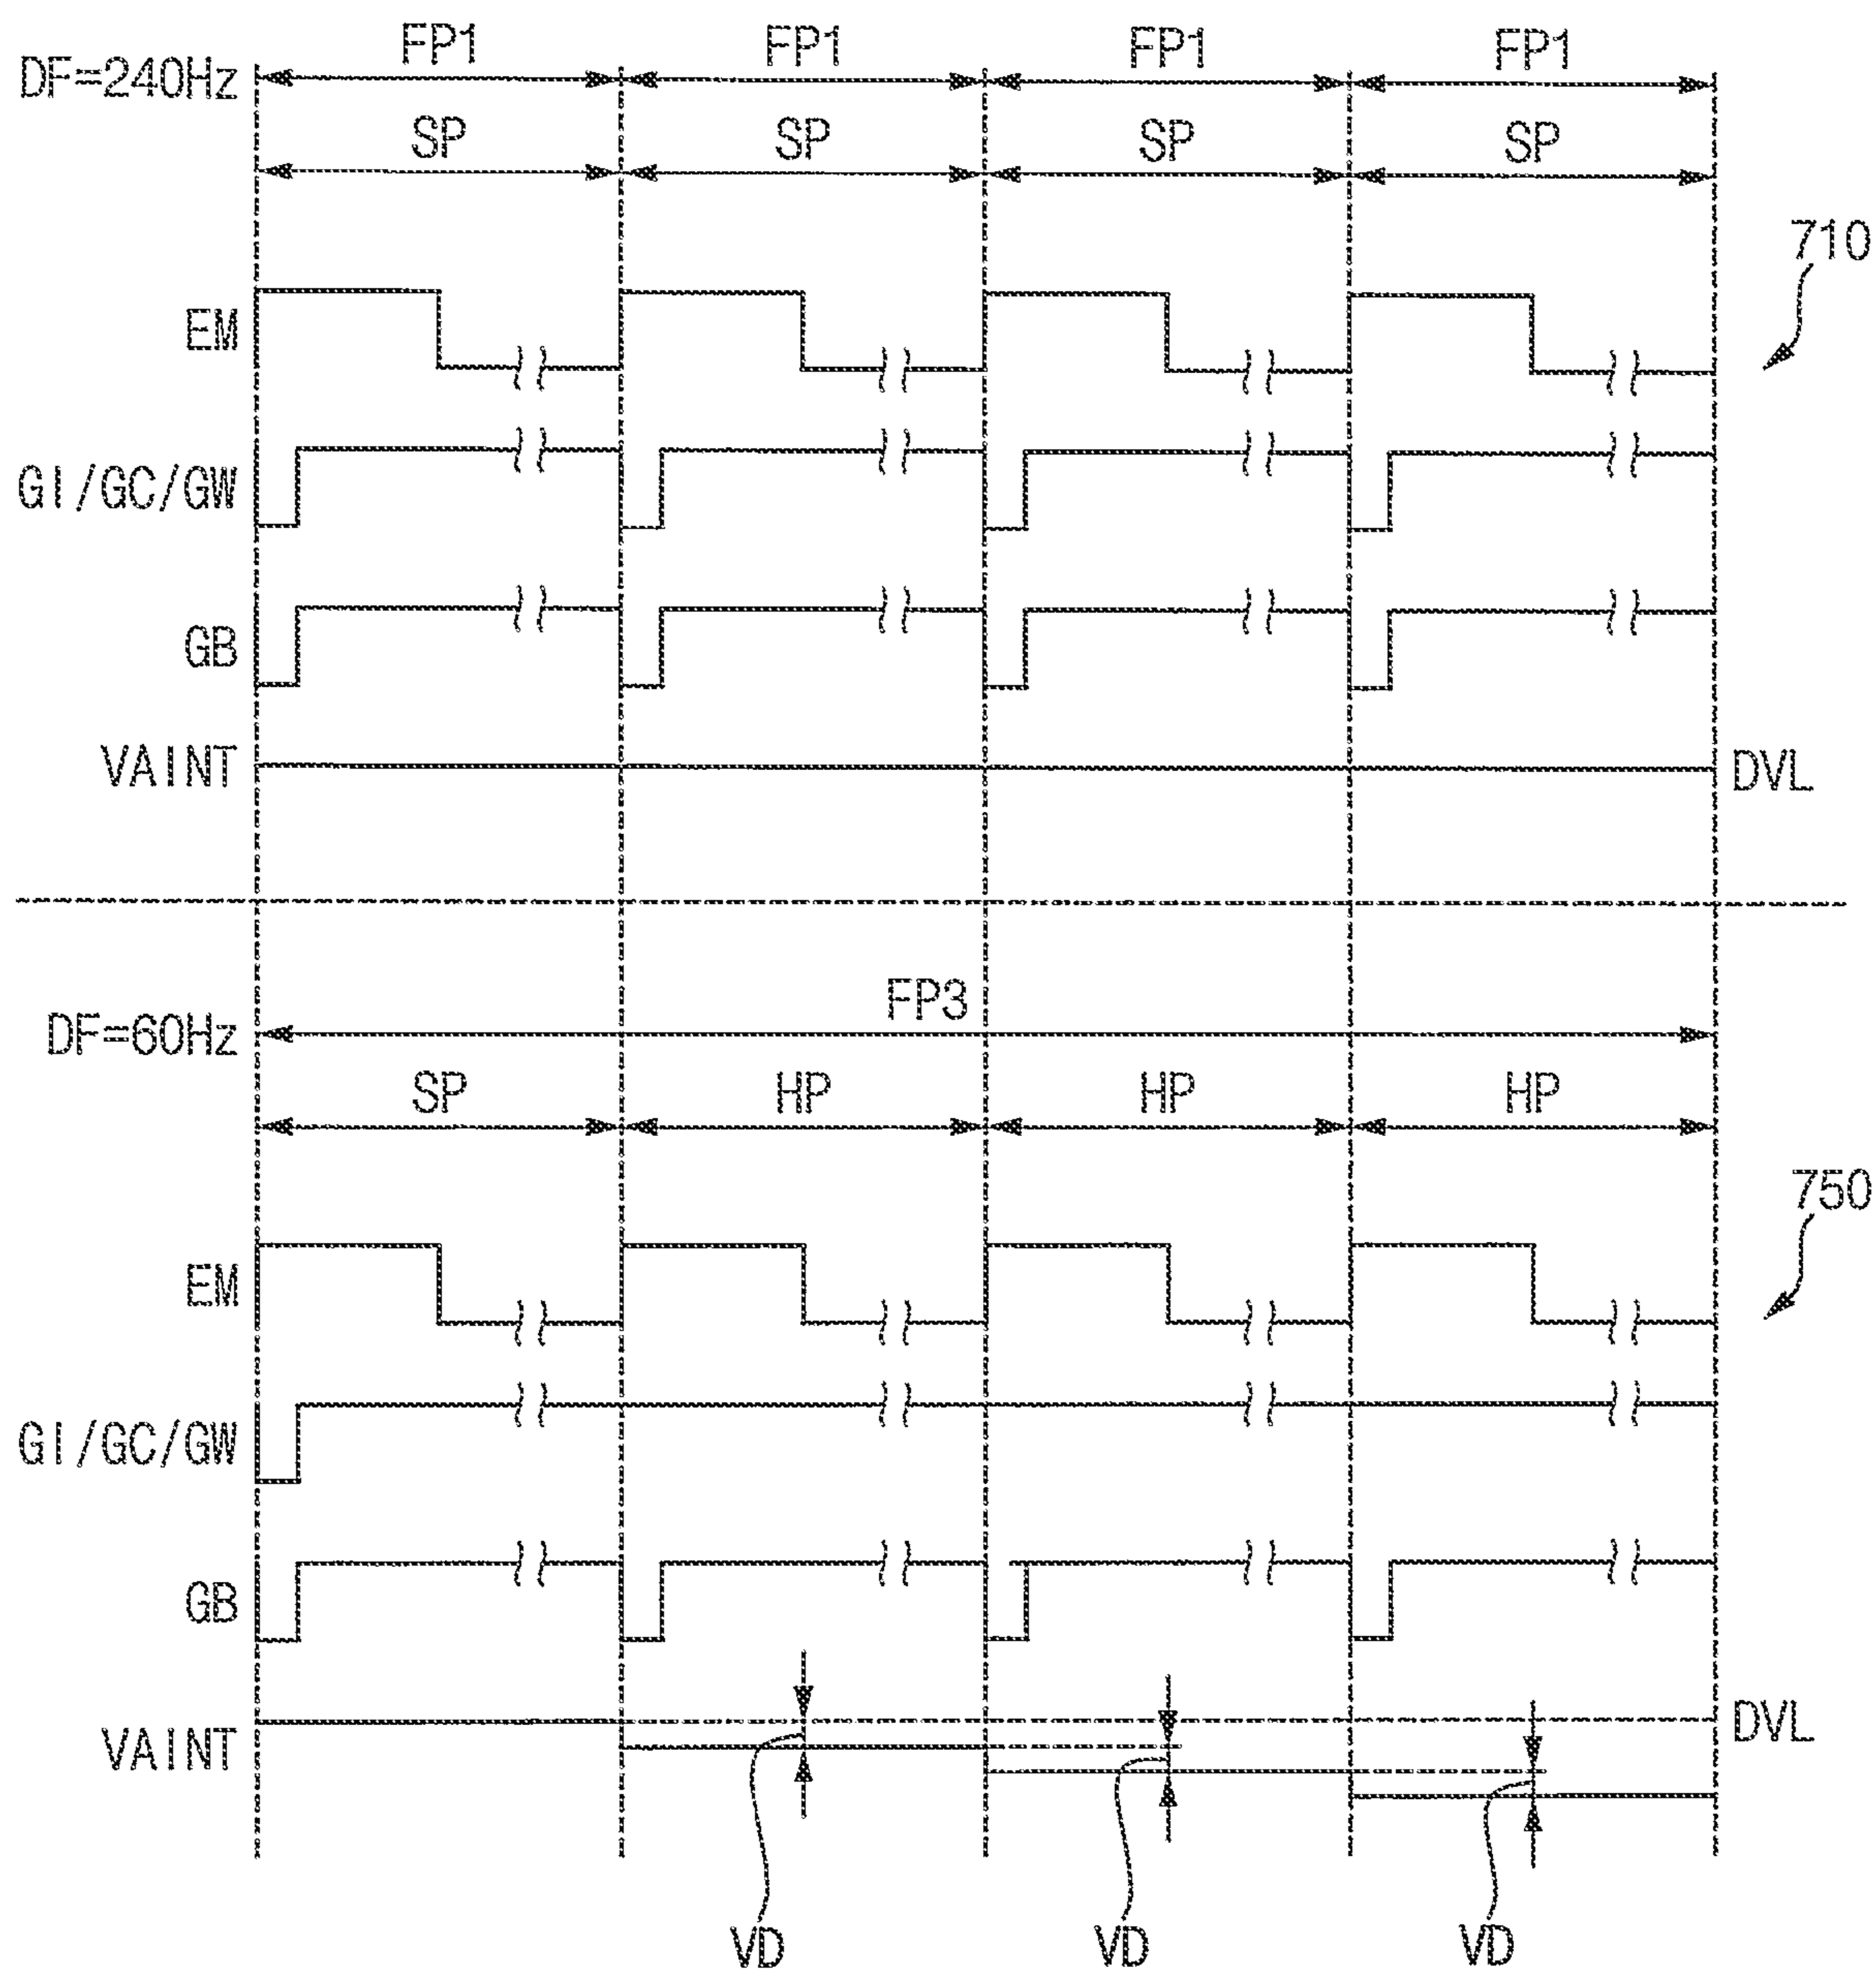 FP1 FP1 FP1 FP1
DF=240Hz
SP SP SP SP
710
EM
GI/GC/GW
GB
VAINT DVL
FP3
DF=60Hz
SP HP HP HP
750
EM
GI/GC/GW
GB
VAINT DVL
VD VD VD